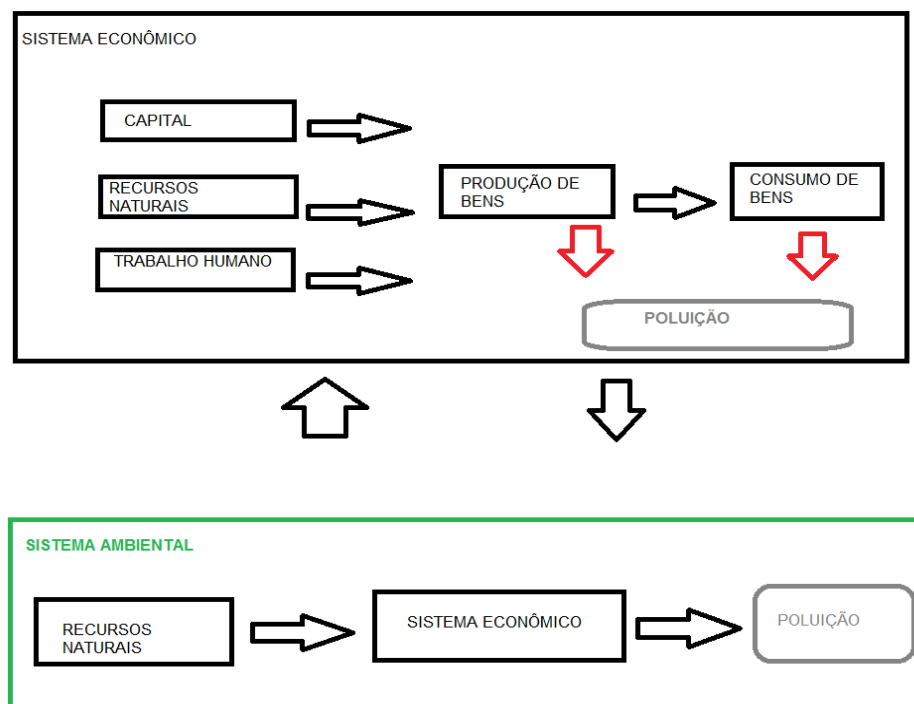 SISTEMA ECONÔMICO
CAPITAL
RECURSOS
NATURAIS
TRABALHO HUMANO
PRODUÇÃO DE
BENS
CONSUMO DE
BENS
POLUIÇÃO
SISTEMA AMBIENTAL
RECURSOS
NATURAIS
SISTEMA ECONÔMICO
POLUIÇÃO